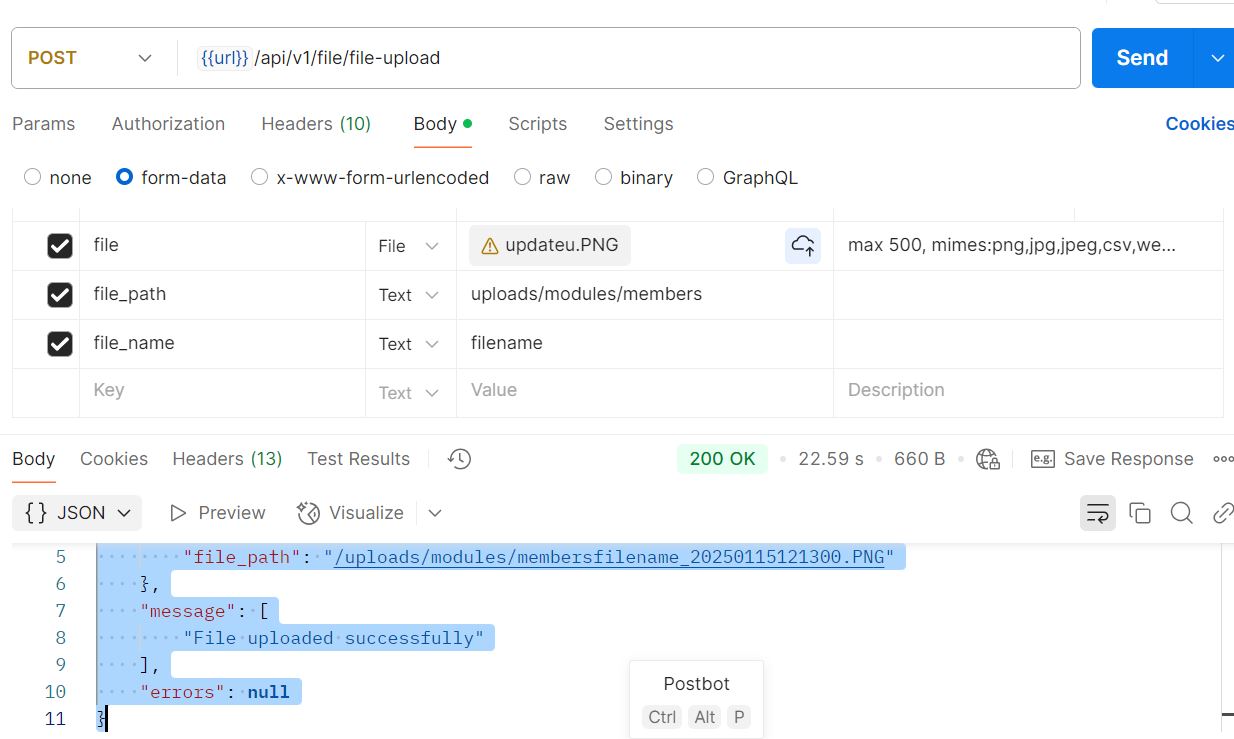 POST {{url}} /api/v1/file/file-upload Send
Params Authorization Headers (10) Body Scripts Settings Cookies
none form-data x-www-form-urlencoded raw binary GraphQL
file File updateu.PNG max 500, mimes:png,jpg,jpeg,csv,we...
file_path Text uploads/modules/members
file_name Text filename
Key Text Value Description
Body Cookies Headers (13) Test Results 200 OK 22.59 s 660 B e.g. Save Response
{} JSON Preview Visualize
5 "file_path": "/uploads/modules/membersfilename_20250115121300.PNG"
6 },
7 "message": [
8 "File uploaded successfully"
9 ],
10 "errors": null
11 }
Postbot
Ctrl Alt P